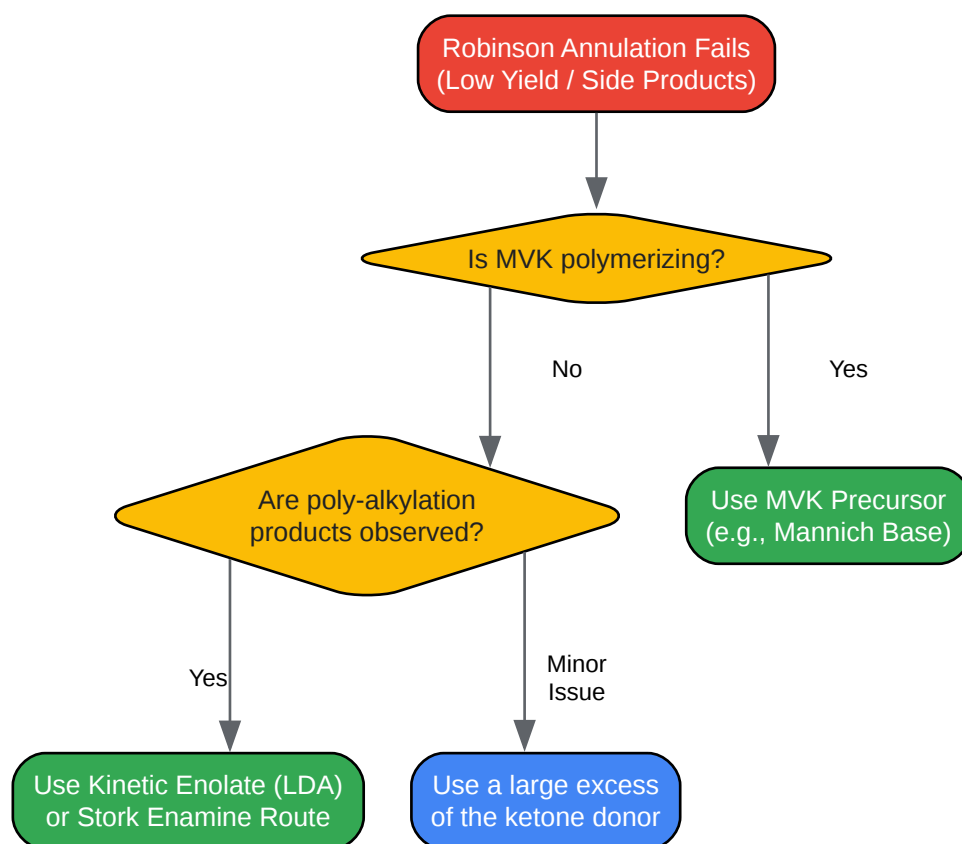 Robinson Annulation Fails
(Low Yield / Side Products)
Is MVK polymerizing?
No
Yes
Are poly-alkylation
products observed?
Use MVK Precursor
(e.g., Mannich Base)
Yes
Minor
Issue
Use Kinetic Enolate (LDA)
or Stork Enamine Route
Use a large excess
of the ketone donor